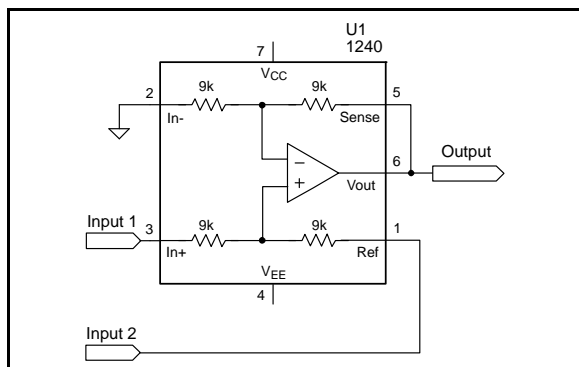 U1
1240
7
VCC
2
9k
9k
5
In-
Sense
−
6
Output
Vout
+
Input 1
3
9k
9k
1
In+
Ref
VEE
4
Input 2